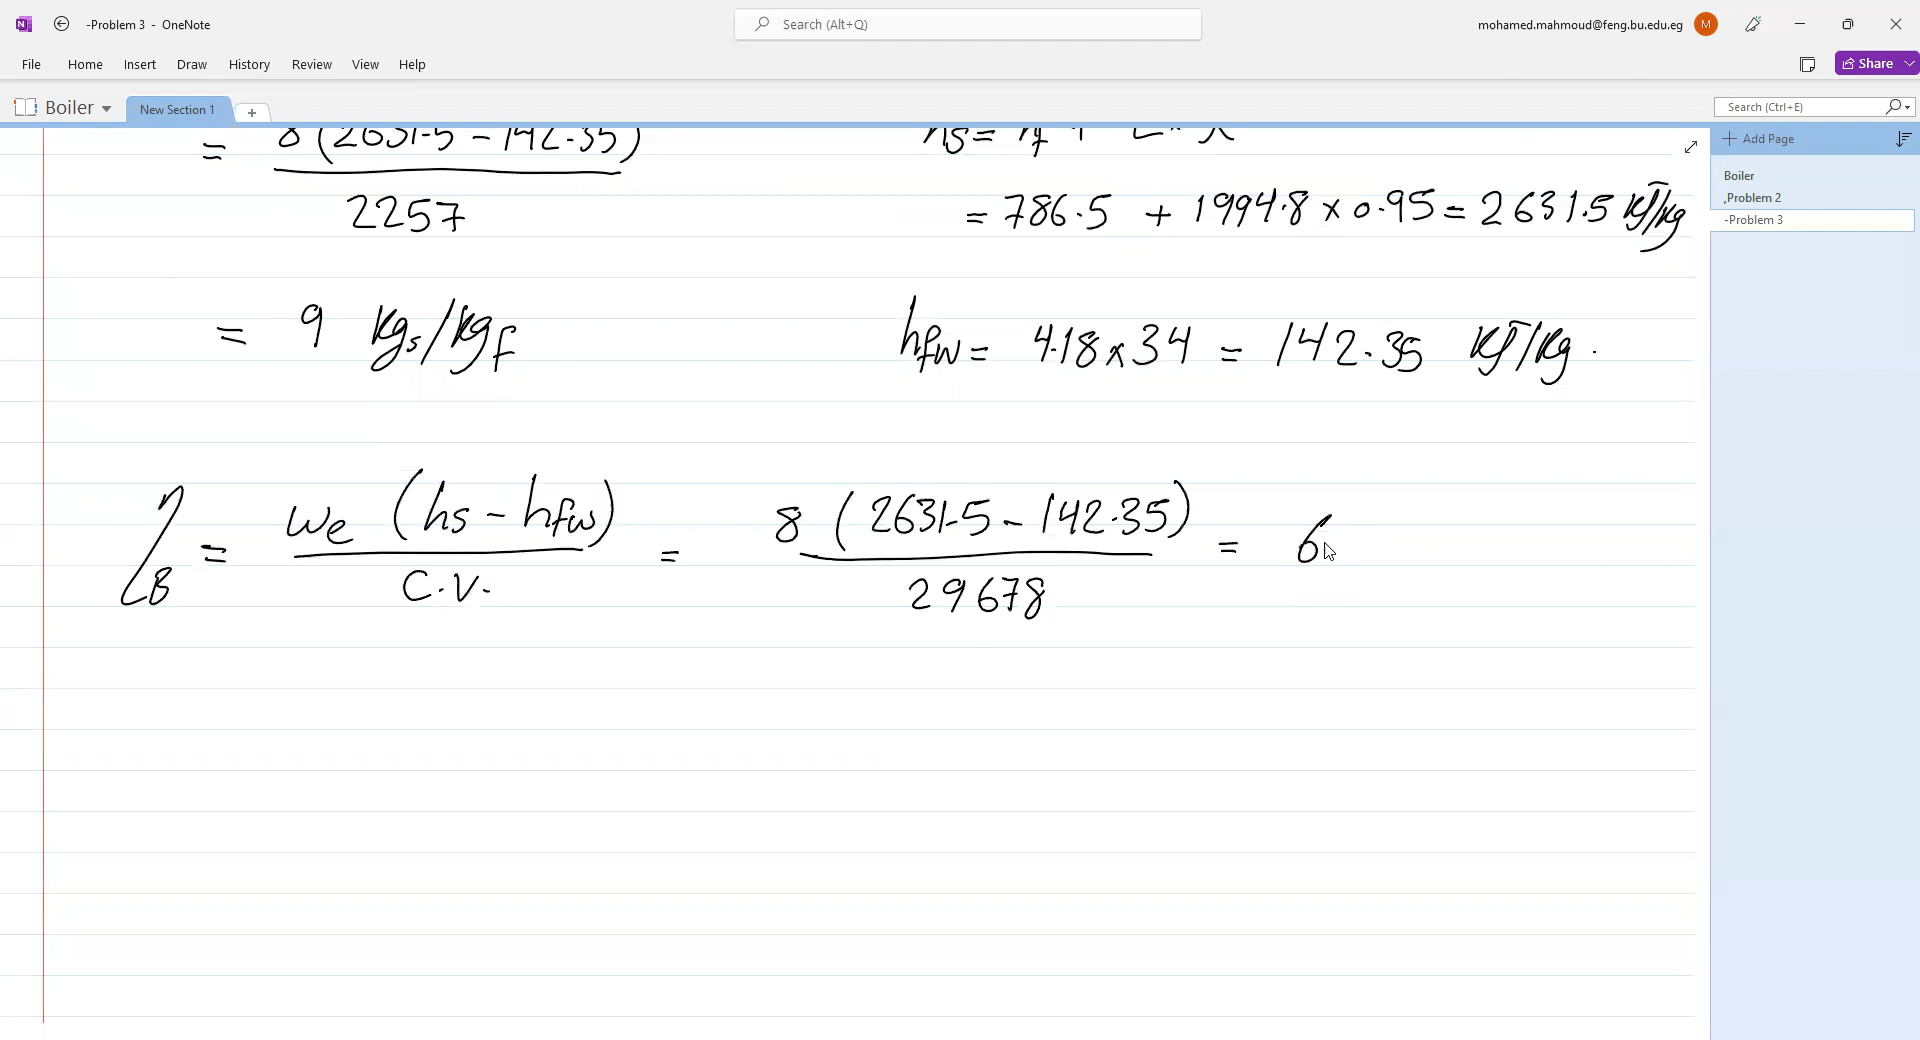 -Problem 3 - OneNote
Search (Alt+Q)
mohamed.mahmoud@feng.bu.edu.eg
M
File Home Insert Draw History Review View Help
Share
Boiler
New Section 1
Search (Ctrl+E)
Add Page
Boiler
,Problem 2
-Problem 3
= 8 (2631.5 - 142.35)
2257
hs = hf + L * x
= 786.5 + 1994.8 x 0.95 = 2631.5 KJ/kg
= 9 kgs/kgf
hfw = 4.18 x 34 = 142.35 KJ/kg.
ηB = we (hs - hfw) / C.V. = 8 (2631.5 - 142.35) / 29678 = 6